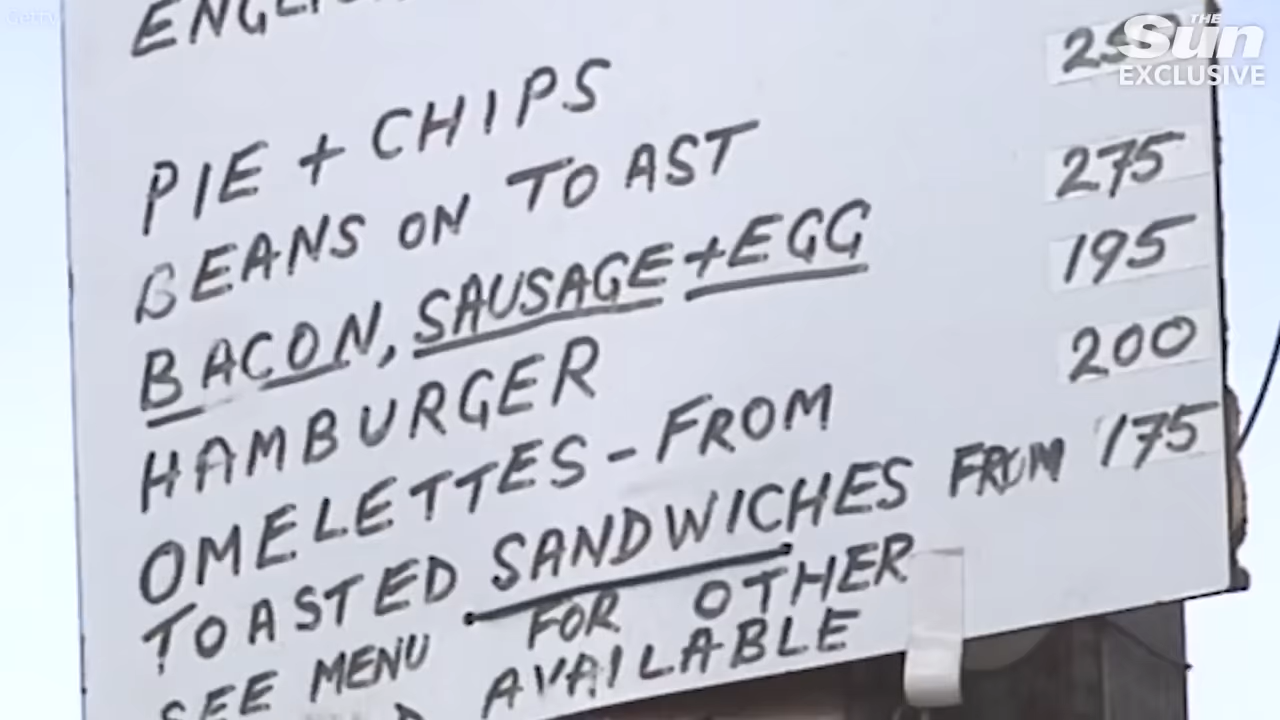 THE
Sun
EXCLUSIVE
PIE + CHIPS
BEANS ON TOAST
BACON, SAUSAGE + EGG 275
HAMBURGER 195
OMELETTES - FROM 200
TOASTED SANDWICHES FROM 175
SEE MENU FOR OTHER
AVAILABLE